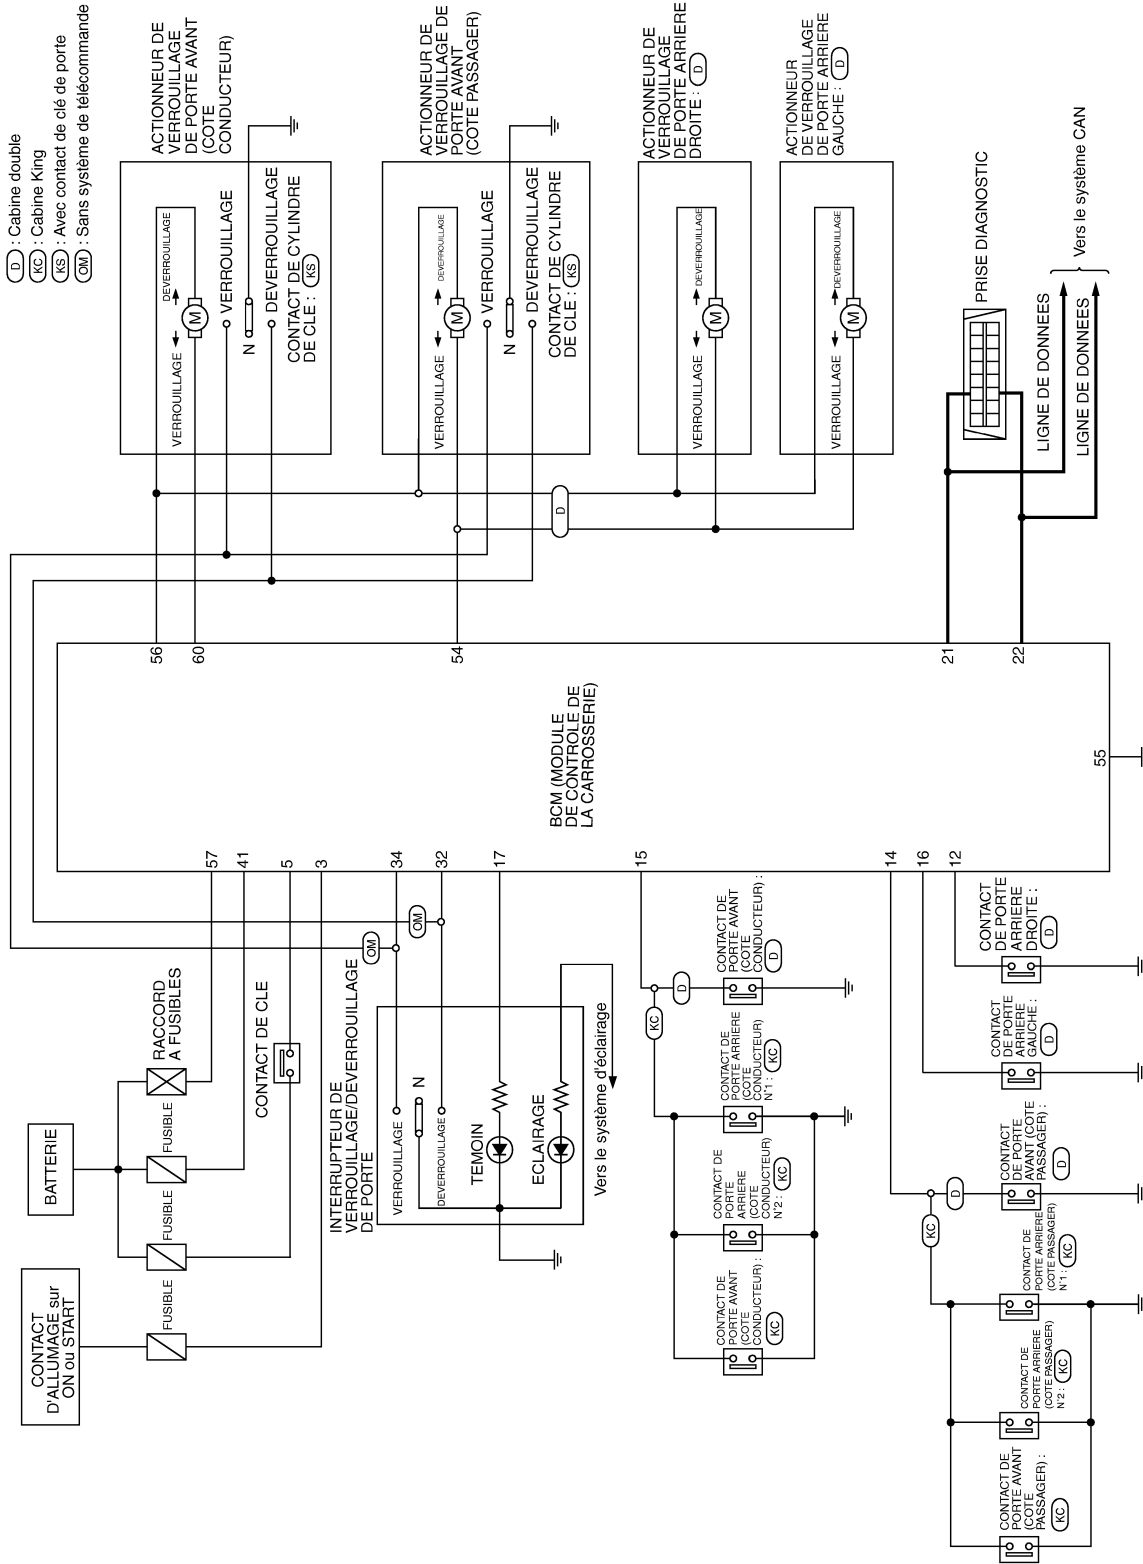 D : Cabine double
KC : Cabine King
KS : Avec contact de clé de porte
OM : Sans système de télécommande
BATTERIE
CONTACT
D'ALLUMAGE sur
ON ou START
RACCORD
A FUSIBLES
FUSIBLE
FUSIBLE
FUSIBLE
CONTACT DE CLE
57
41
5
3
34
32
17
15
14
16
12
OM
OM
INTERRUPTEUR DE
VERROUILLAGE/DEVERROUILLAGE
DE PORTE
VERROUILLAGE
N
DEVERROUILLAGE
TEMOIN
ECLAIRAGE
Vers le système d'éclairage
KC
D
CONTACT DE
PORTE AVANT
(COTE
CONDUCTEUR) :
D
CONTACT DE
PORTE ARRIERE
(COTE
CONDUCTEUR)
N°1 : KC
CONTACT DE
PORTE
ARRIERE
(COTE
CONDUCTEUR)
N°2 : KC
CONTACT DE
PORTE AVANT
(COTE
CONDUCTEUR) :
KC
CONTACT
DE PORTE
ARRIERE
DROITE :
D
CONTACT
DE PORTE
ARRIERE
GAUCHE :
D
CONTACT
DE PORTE
AVANT (COTE
PASSAGER) :
D
D
KC
CONTACT DE
PORTE ARRIERE
(COTE PASSAGER)
N°1 : KC
CONTACT DE
PORTE ARRIERE
(COTE PASSAGER)
N°2 : KC
CONTACT DE
PORTE AVANT
(COTE
PASSAGER) :
KC
BCM (MODULE
DE CONTROLE DE
LA CARROSSERIE)
55
56
60
54
21
22
ACTIONNEUR DE
VERROUILLAGE
DE PORTE AVANT
(COTE
CONDUCTEUR)
VERROUILLAGE
DEVERROUILLAGE
M
VERROUILLAGE
N
DEVERROUILLAGE
CONTACT DE CYLINDRE
DE CLE : KS
ACTIONNEUR DE
VERROUILLAGE DE
PORTE AVANT
(COTE PASSAGER)
VERROUILLAGE
DEVERROUILLAGE
M
VERROUILLAGE
N
DEVERROUILLAGE
CONTACT DE CYLINDRE
DE CLE : KS
D
ACTIONNEUR DE
VERROUILLAGE
DE PORTE ARRIERE
DROITE : D
VERROUILLAGE
DEVERROUILLAGE
M
ACTIONNEUR
DE VERROUILLAGE
DE PORTE ARRIERE
GAUCHE : D
VERROUILLAGE
DEVERROUILLAGE
M
PRISE DIAGNOSTIC
LIGNE DE DONNEES
LIGNE DE DONNEES
Vers le système CAN